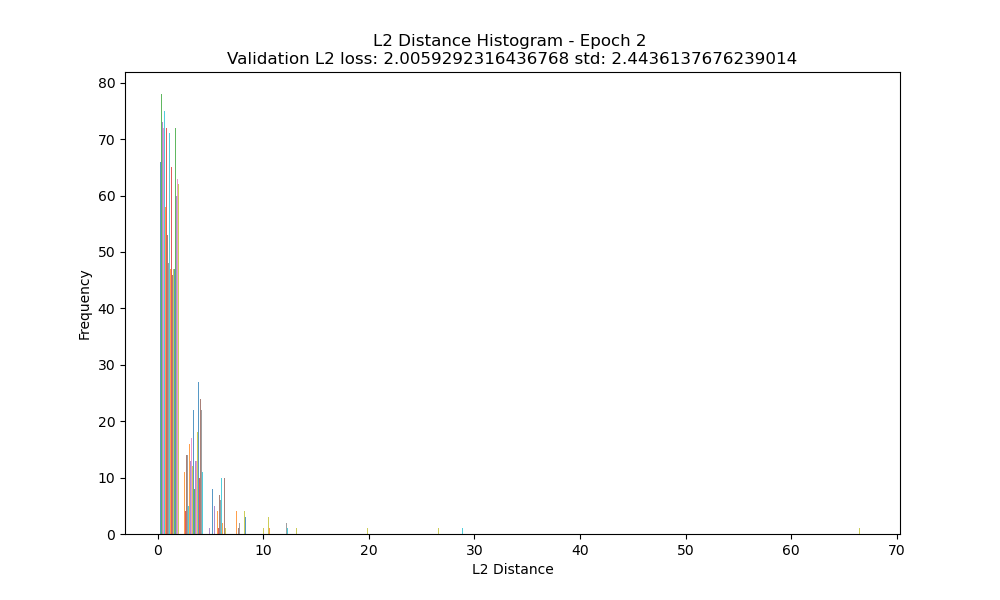 L2 Distance Histogram - Epoch 2
Validation L2 loss: 2.0059292316436768 std: 2.4436137676239014
80
70
60
50
40
30
20
10
0
Frequency
0 10 20 30 40 50 60 70
L2 Distance